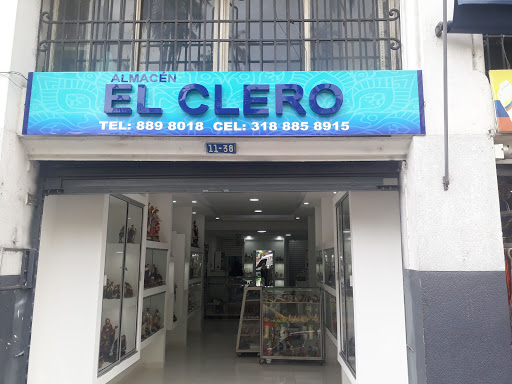 ALMACÉN
EL CLERO
TEL: 889 8018 CEL: 318 885 8915
11-38